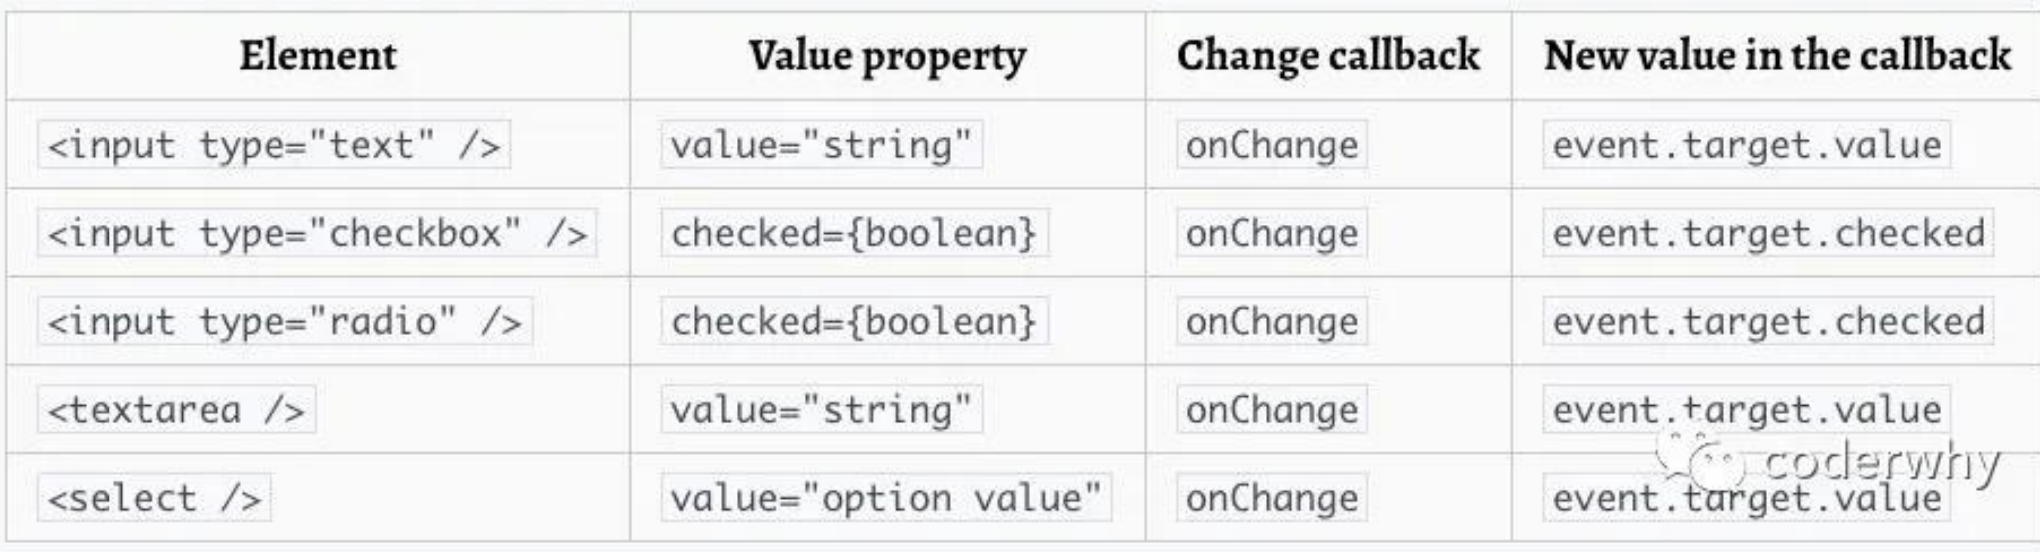 Element Value property Change callback New value in the callback
<input type="text" /> value="string" onChange event.target.value
<input type="checkbox" /> checked={boolean} onChange event.target.checked
<input type="radio" /> checked={boolean} onChange event.target.checked
<textarea /> value="string" onChange event.target.value
coderwhy
<select /> value="option value" onChange event.target.value